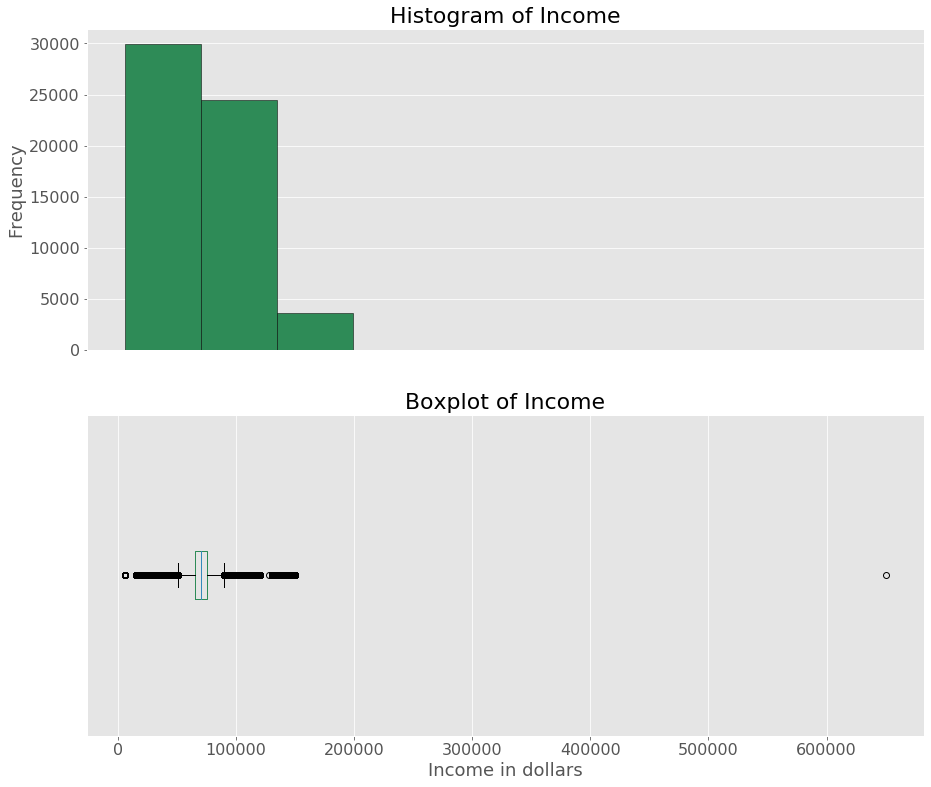 Histogram of Income
30000
25000
20000
15000
10000
5000
0
Frequency
Boxplot of Income
0 100000 200000 300000 400000 500000 600000
Income in dollars